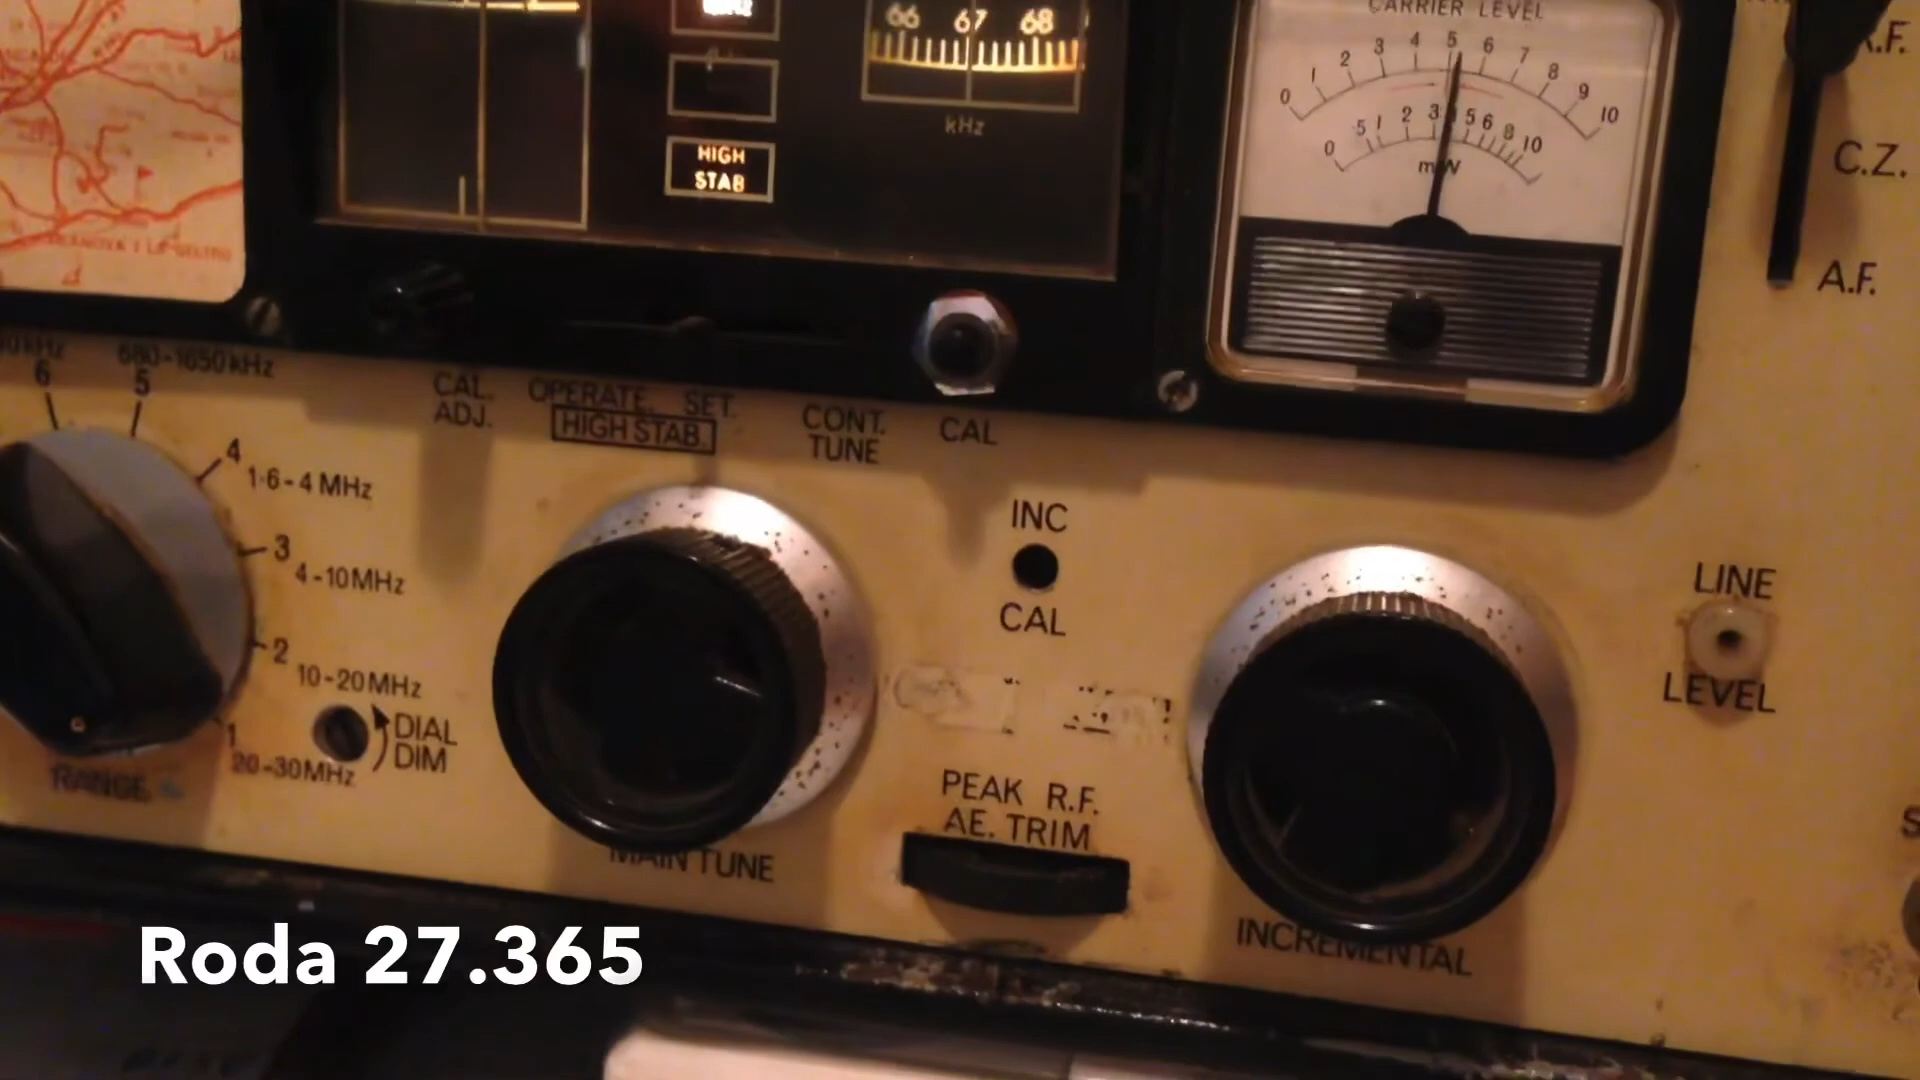 CARRIER LEVEL
0 1 2 3 4 5 6 7 8 9 10
0 .5 1 2 3 5 6 8 10
mW
66 67 68
kHz
HIGH
STAB
C.Z.
A.F.
680-1650kHz
6 5
4
1·6-4 MHz
3
4-10MHz
2
10-20MHz
1
20-30MHz
RANGE
DIAL
DIM
CAL.
ADJ.
OPERATE. SET.
HIGH STAB.
CONT.
TUNE
CAL
INC
CAL
LINE
LEVEL
PEAK R.F.
AE. TRIM
MAIN TUNE
INCREMENTAL
Roda 27.365